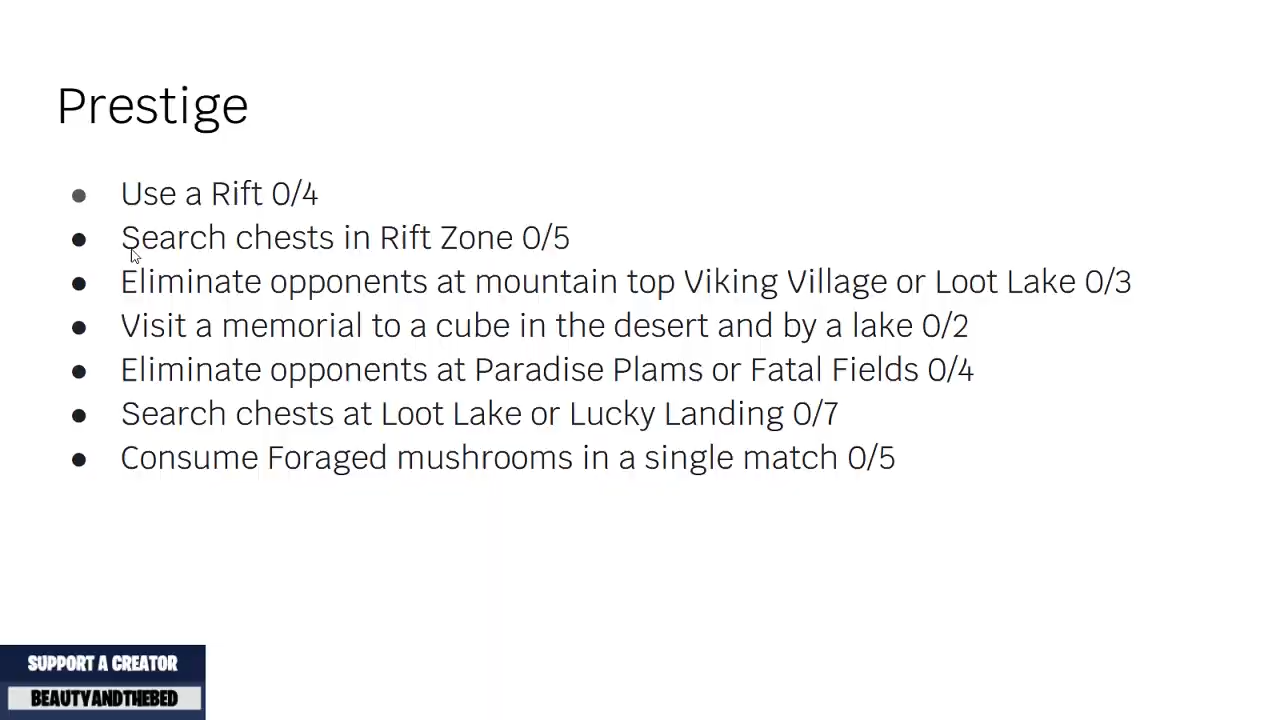 Prestige
● Use a Rift 0/4
● Search chests in Rift Zone 0/5
● Eliminate opponents at mountain top Viking Village or Loot Lake 0/3
● Visit a memorial to a cube in the desert and by a lake 0/2
● Eliminate opponents at Paradise Plams or Fatal Fields 0/4
● Search chests at Loot Lake or Lucky Landing 0/7
● Consume Foraged mushrooms in a single match 0/5
SUPPORT A CREATOR
BEAUTYANDTHEBED